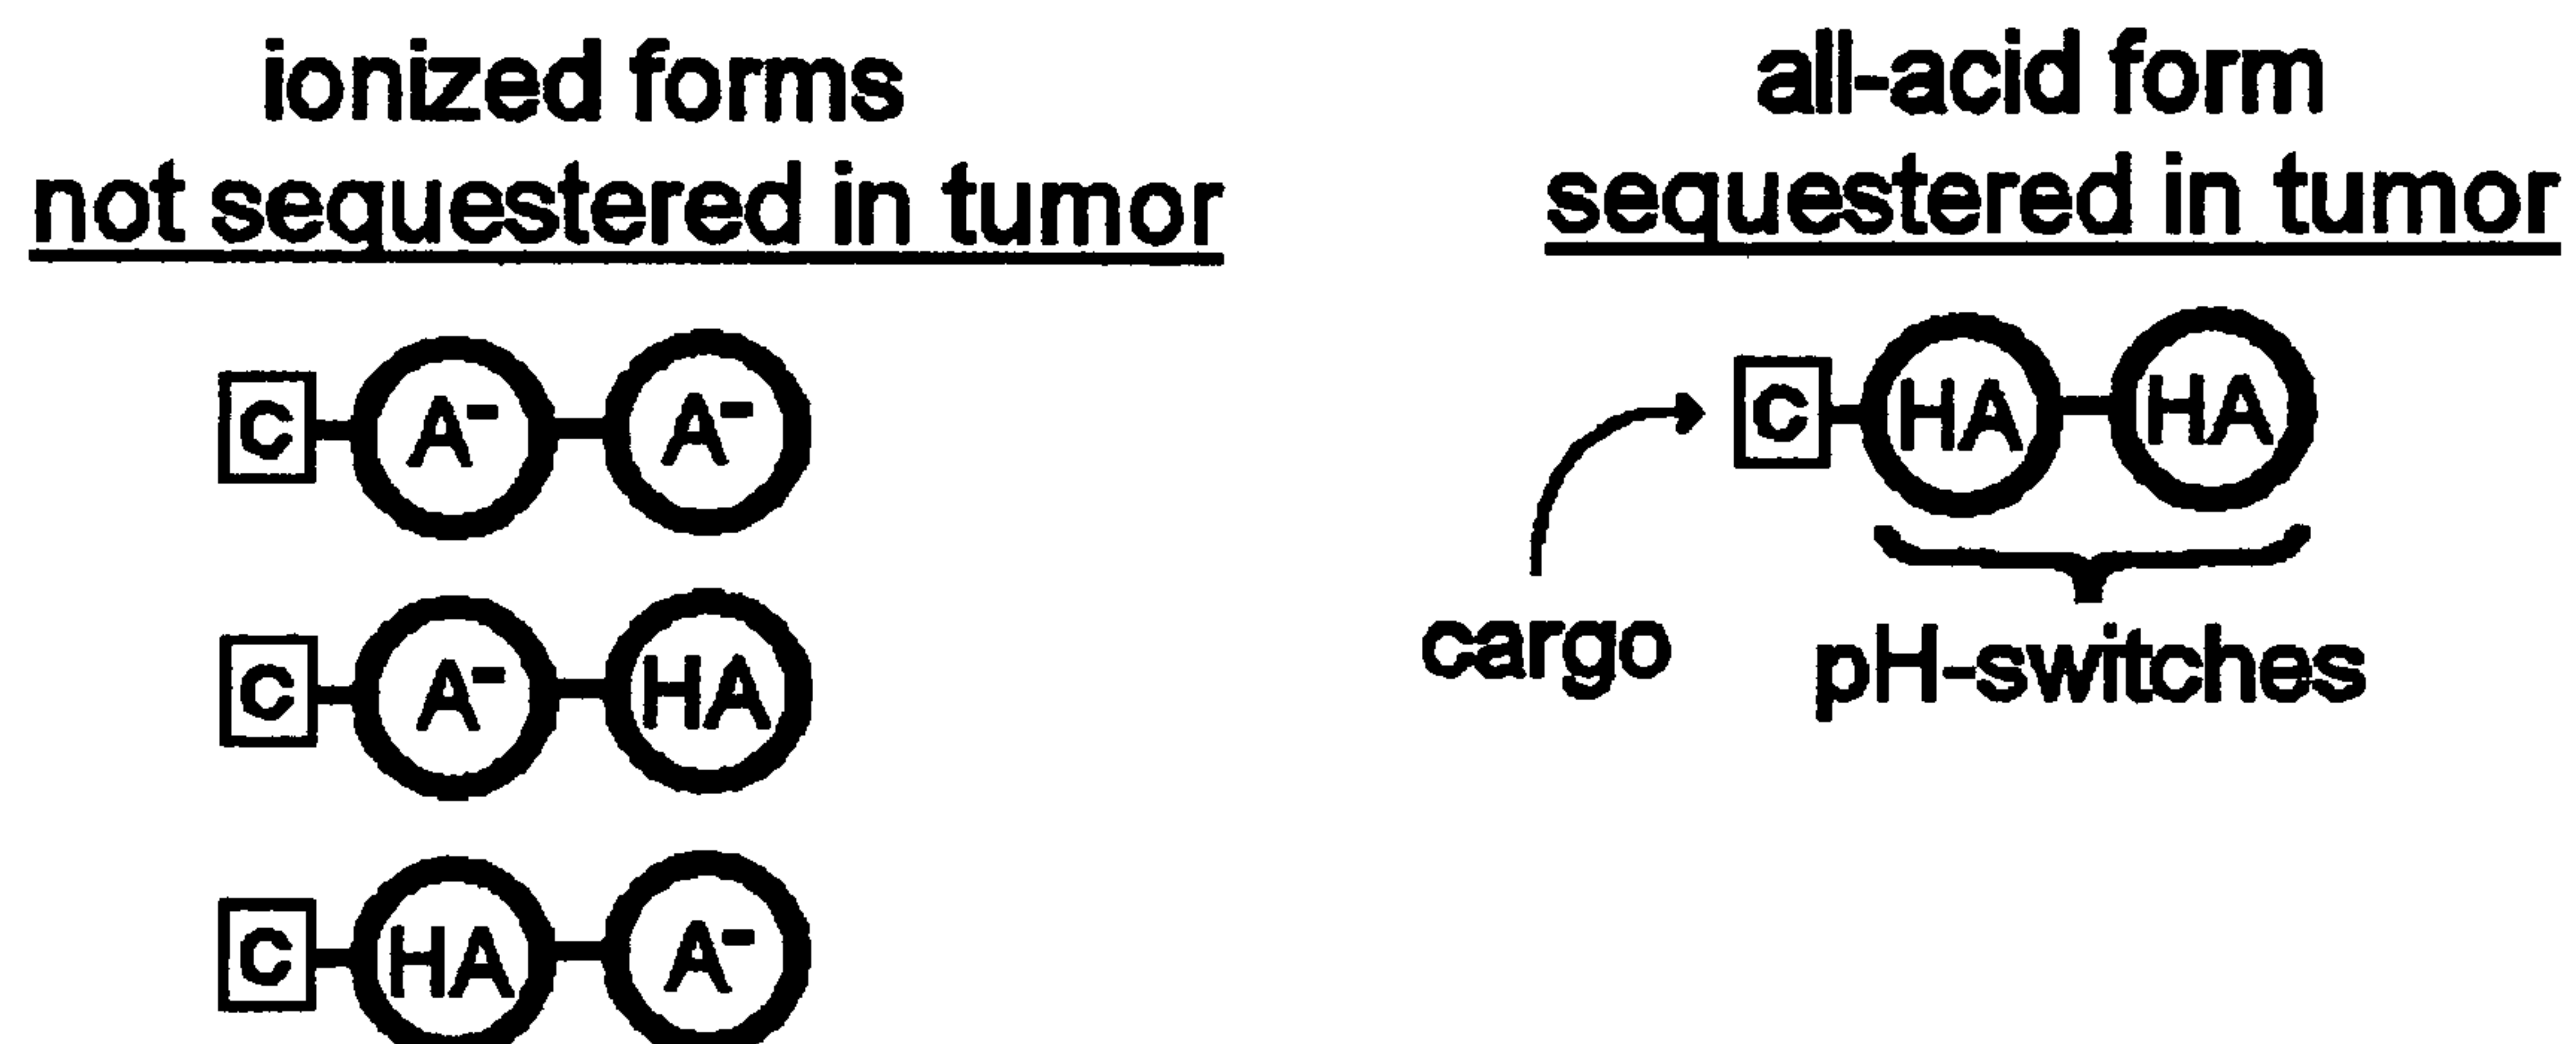 ionized forms
not sequestered in tumor
C A⁻ A⁻
C A⁻ HA
C HA A⁻
all-acid form
sequestered in tumor
C HA HA
cargo
pH-switches